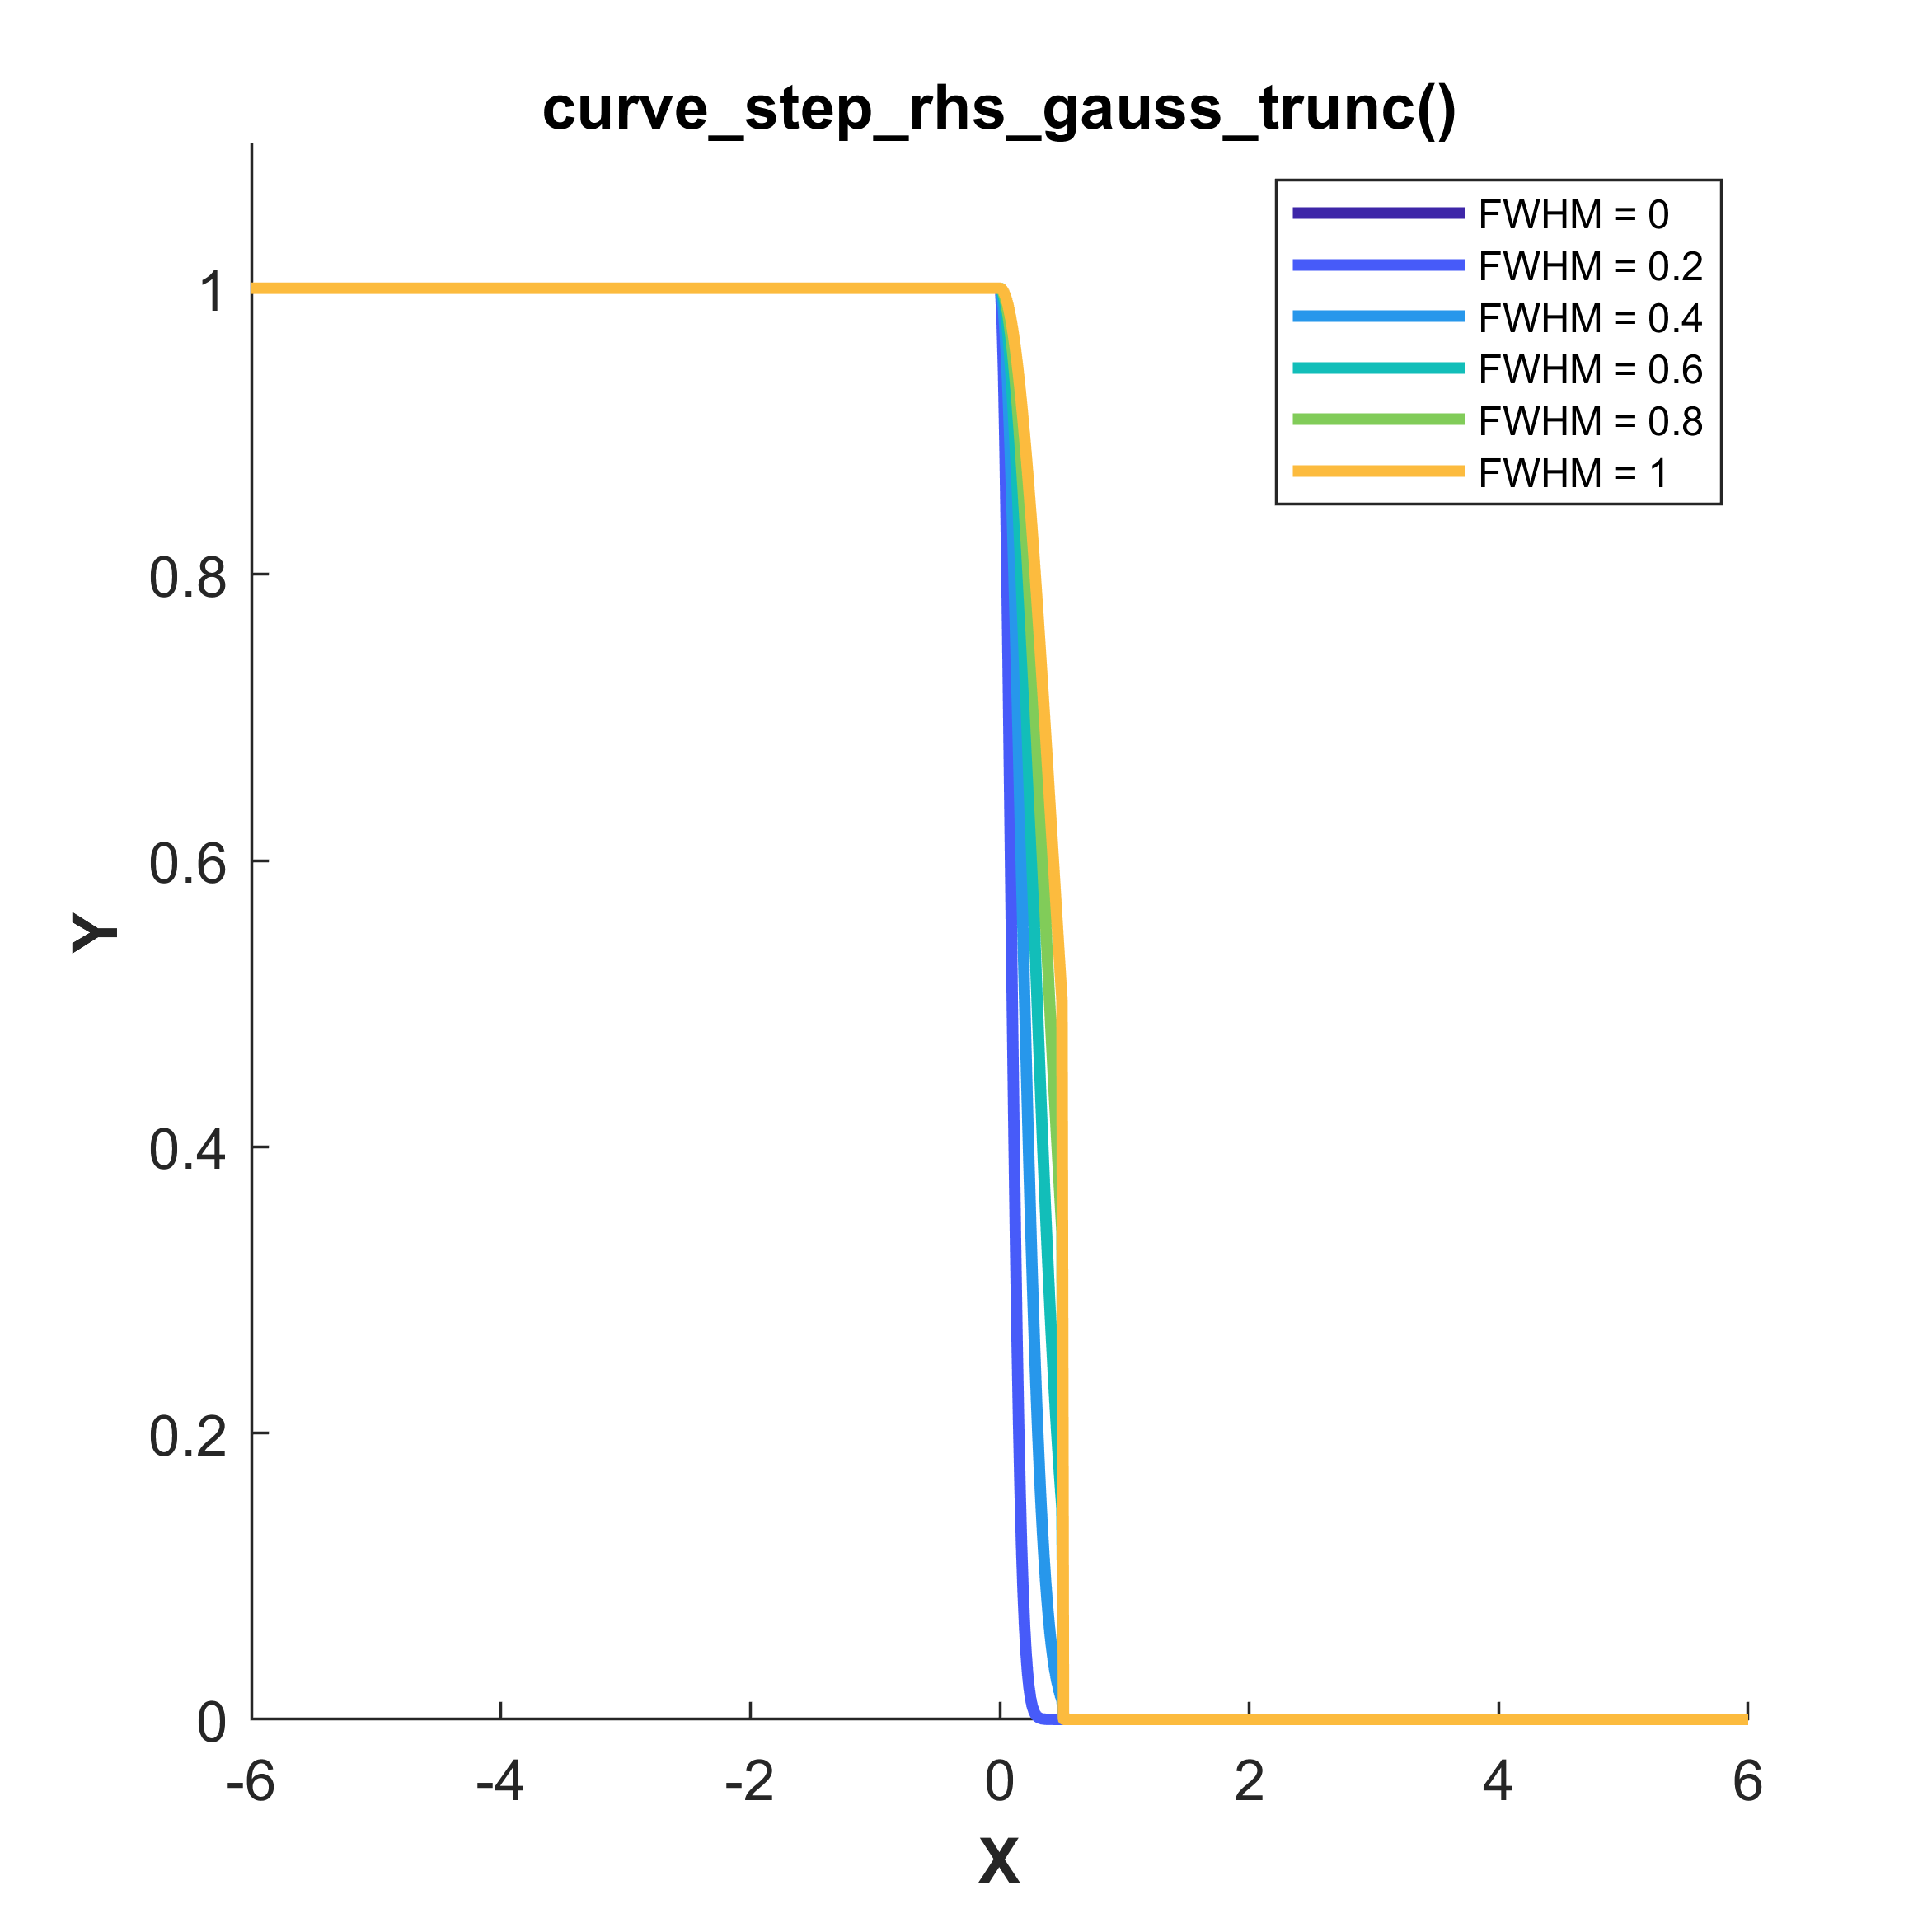 curve_step_rhs_gauss_trunc()
FWHM = 0
FWHM = 0.2
FWHM = 0.4
FWHM = 0.6
FWHM = 0.8
FWHM = 1
1
0.8
0.6
0.4
0.2
0
Y
-6 -4 -2 0 2 4 6
X